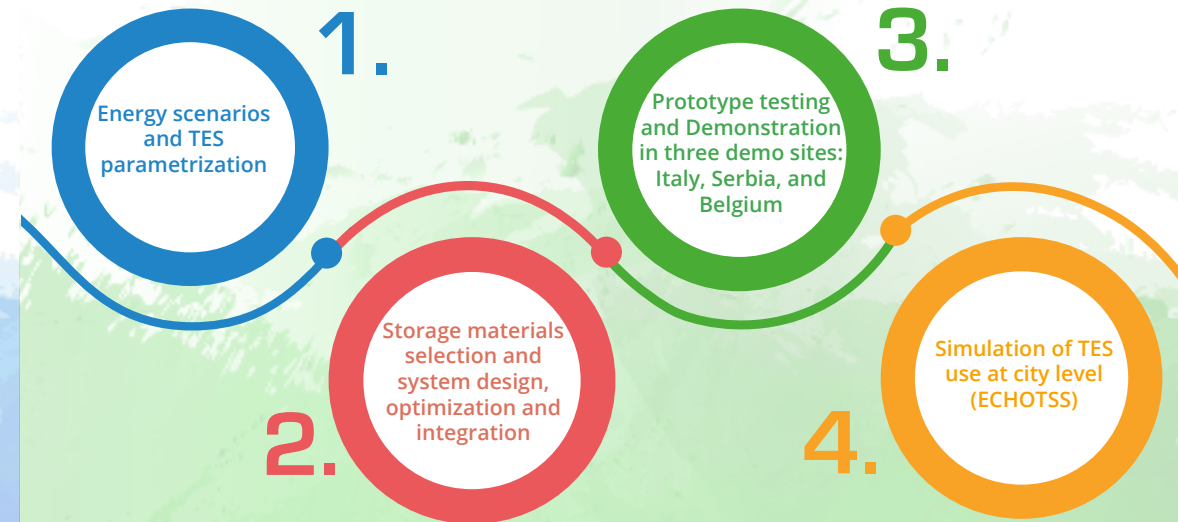 1.
Energy scenarios
and TES
parametrization
2.
Storage materials
selection and
system design,
optimization and
integration
3.
Prototype testing
and Demonstration
in three demo sites:
Italy, Serbia, and
Belgium
4.
Simulation of TES
use at city level
(ECHOTSS)